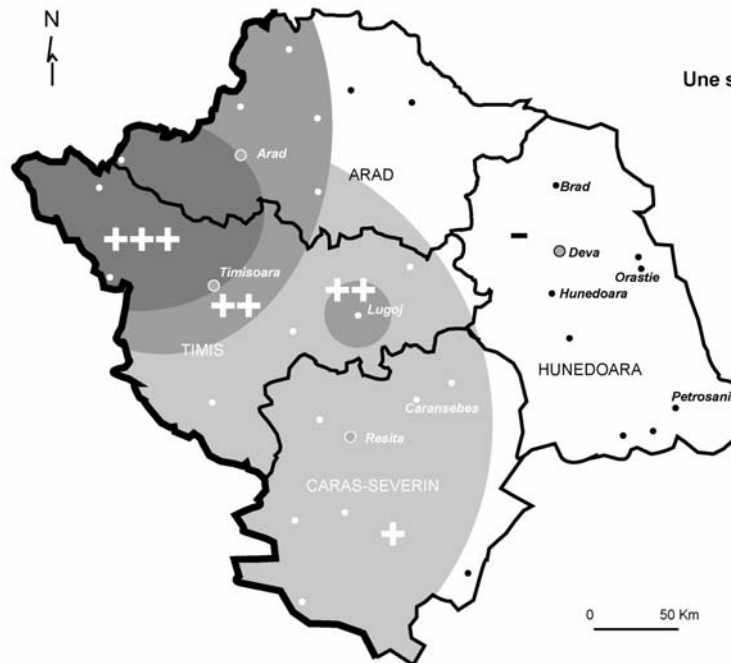 N
Une s
Arad
ARAD
Brad
Deva
Orastie
Timisoara
Hunedoara
Lugoj
TIMIS
HUNEDOARA
Petrosani
Caransebes
Resita
CARAS-SEVERIN
0 50 Km